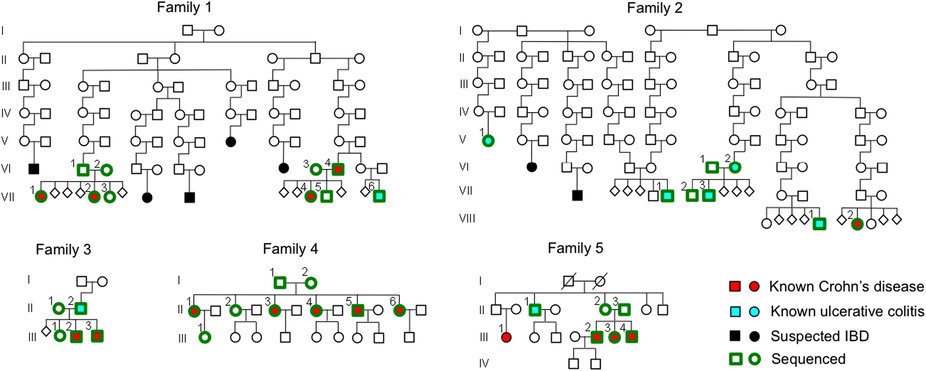 Family 1
I
II
III
IV
V
VI 1 2 3 4
VII 1 2 3 4 5 6
Family 2
I
II
III
IV
V 1
VI 1 2
VII 1 2 3
VIII 1 2
Family 3
I
II 1 2
III 1 2 3
Family 4
I 1 2
II 1 2 3 4 5 6
III 1
Family 5
I
II 1 2 3
III 1 2 3 4
IV
Known Crohn's disease
Known ulcerative colitis
Suspected IBD
Sequenced